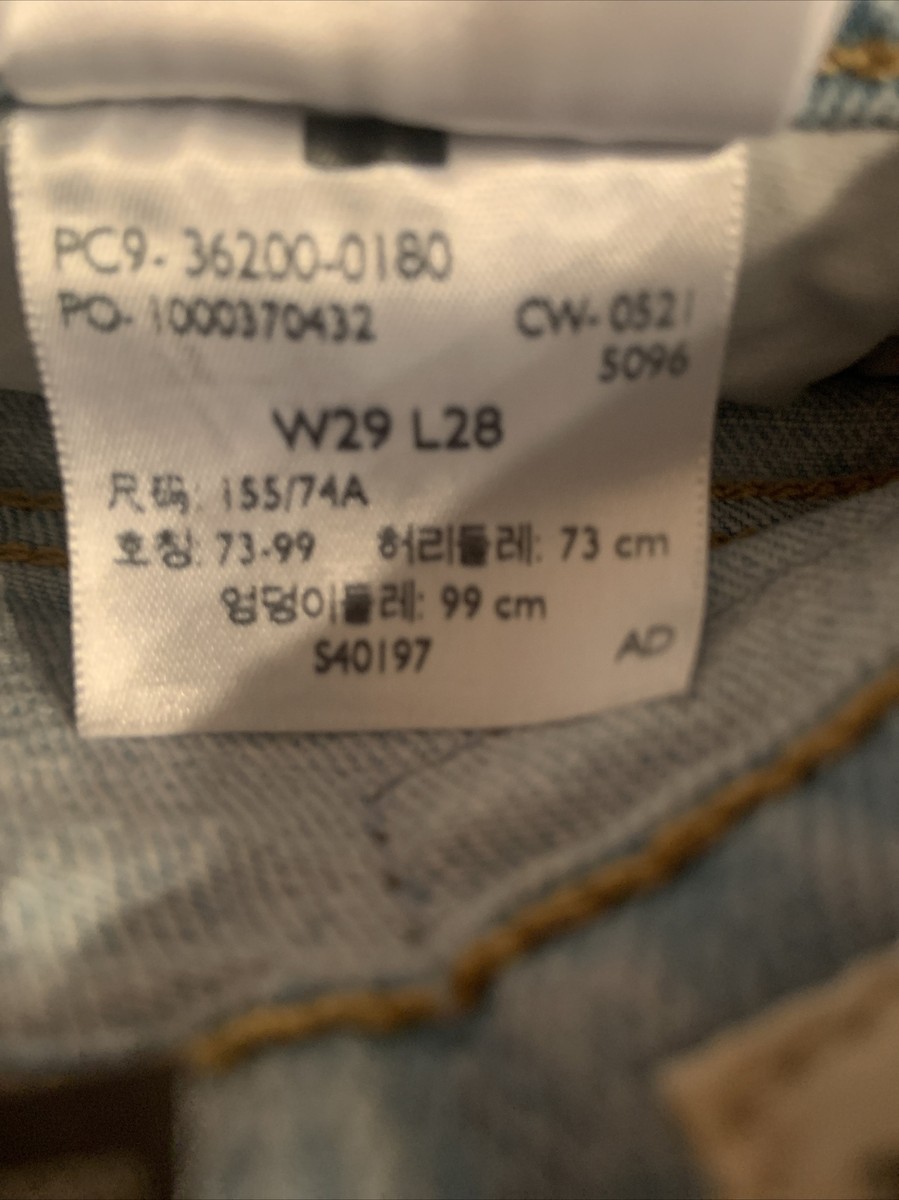 PC9- 36200-0180
PO- 1000370432 CW- 0521
5096
W29 L28
尺码: 155/74A
호칭: 73-99 허리둘레: 73 cm
엉덩이둘레: 99 cm
S40197 AD